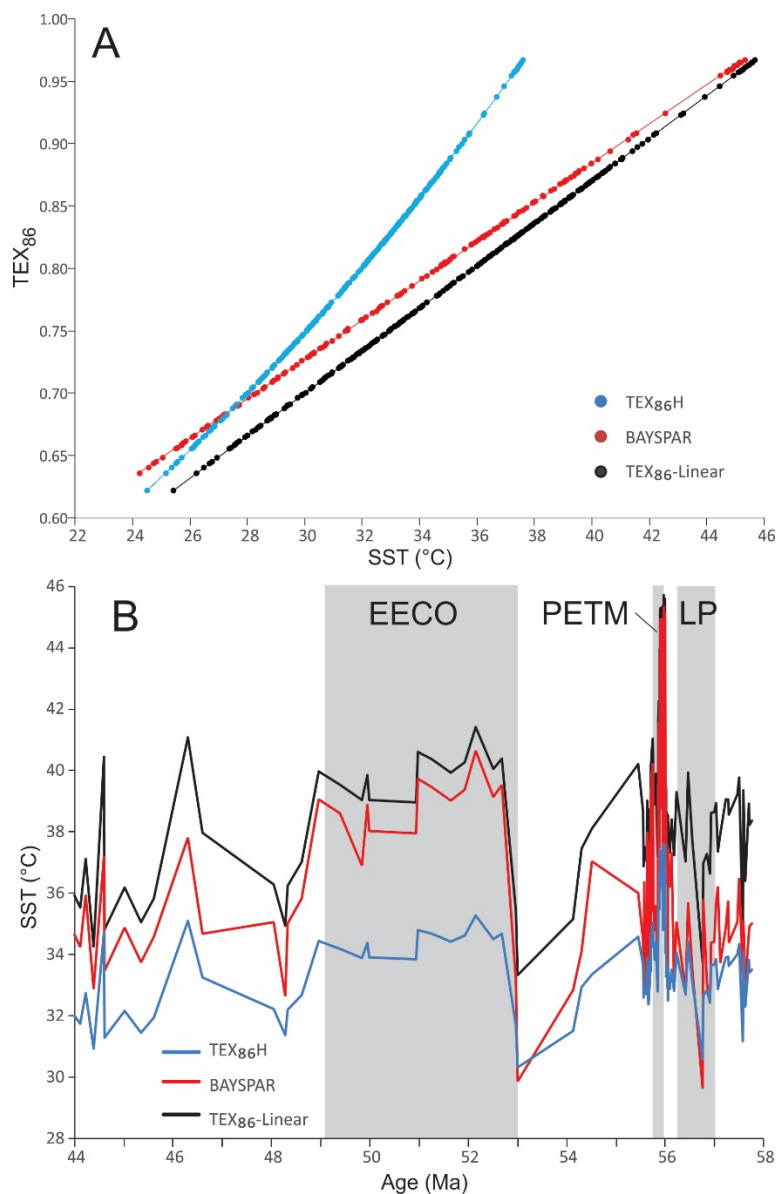 A
1.00
0.95
0.90
0.85
0.80
0.75
0.70
0.65
0.60
TEX86
22 24 26 28 30 32 34 36 38 40 42 44 46
SST (°C)
TEX86H
BAYSPAR
TEX86-Linear
B
EECO
PETM
LP
46
44
42
40
38
36
34
32
30
28
SST (°C)
TEX86H
BAYSPAR
TEX86-Linear
44 46 48 50 52 54 56 58
Age (Ma)